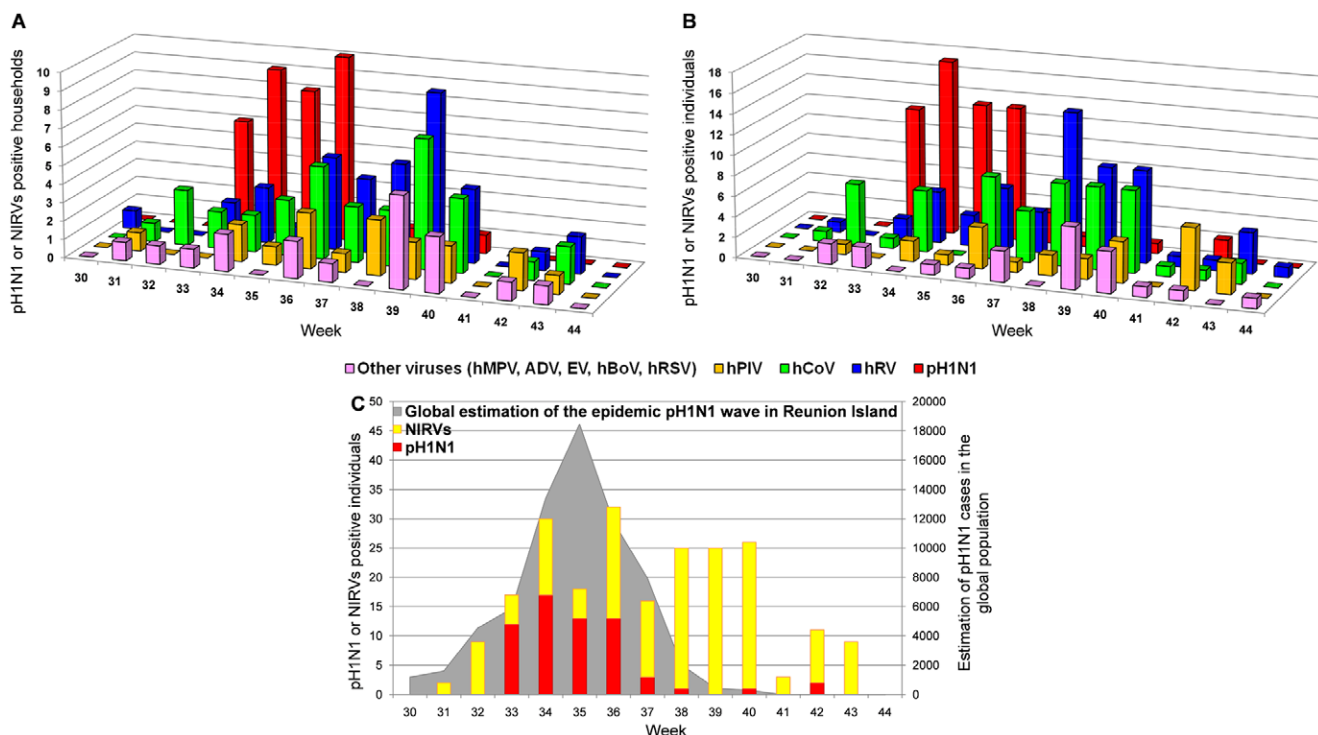 A
pH1N1 or NIRVs positive households
10
9
8
7
6
5
4
3
2
1
0
30 31 32 33 34 35 36 37 38 39 40 41 42 43 44
Week
B
pH1N1 or NIRVs positive individuals
18
16
14
12
10
8
6
4
2
0
30 31 32 33 34 35 36 37 38 39 40 41 42 43 44
Week
Other viruses (hMPV, ADV, EV, hBoV, hRSV) hPIV hCoV hRV pH1N1
C
Global estimation of the epidemic pH1N1 wave in Reunion Island
NIRVs
pH1N1
pH1N1 or NIRVs positive individuals
50
45
40
35
30
25
20
15
10
5
0
30 31 32 33 34 35 36 37 38 39 40 41 42 43 44
Week
20000
18000
16000
14000
12000
10000
8000
6000
4000
2000
0
Estimation of pH1N1 cases in the
global population